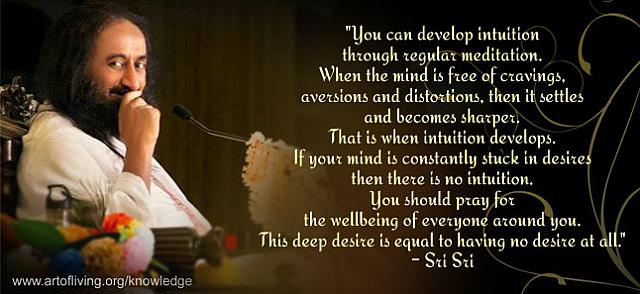 "You can develop intuition
through regular meditation.
When the mind is free of cravings,
aversions and distortions, then it settles
and becomes sharper.
That is when intuition develops.
If your mind is constantly stuck in desires
then there is no intuition.
You should pray for
the wellbeing of everyone around you.
This deep desire is equal to having no desire at all."
- Sri Sri
www.artofliving.org/knowledge